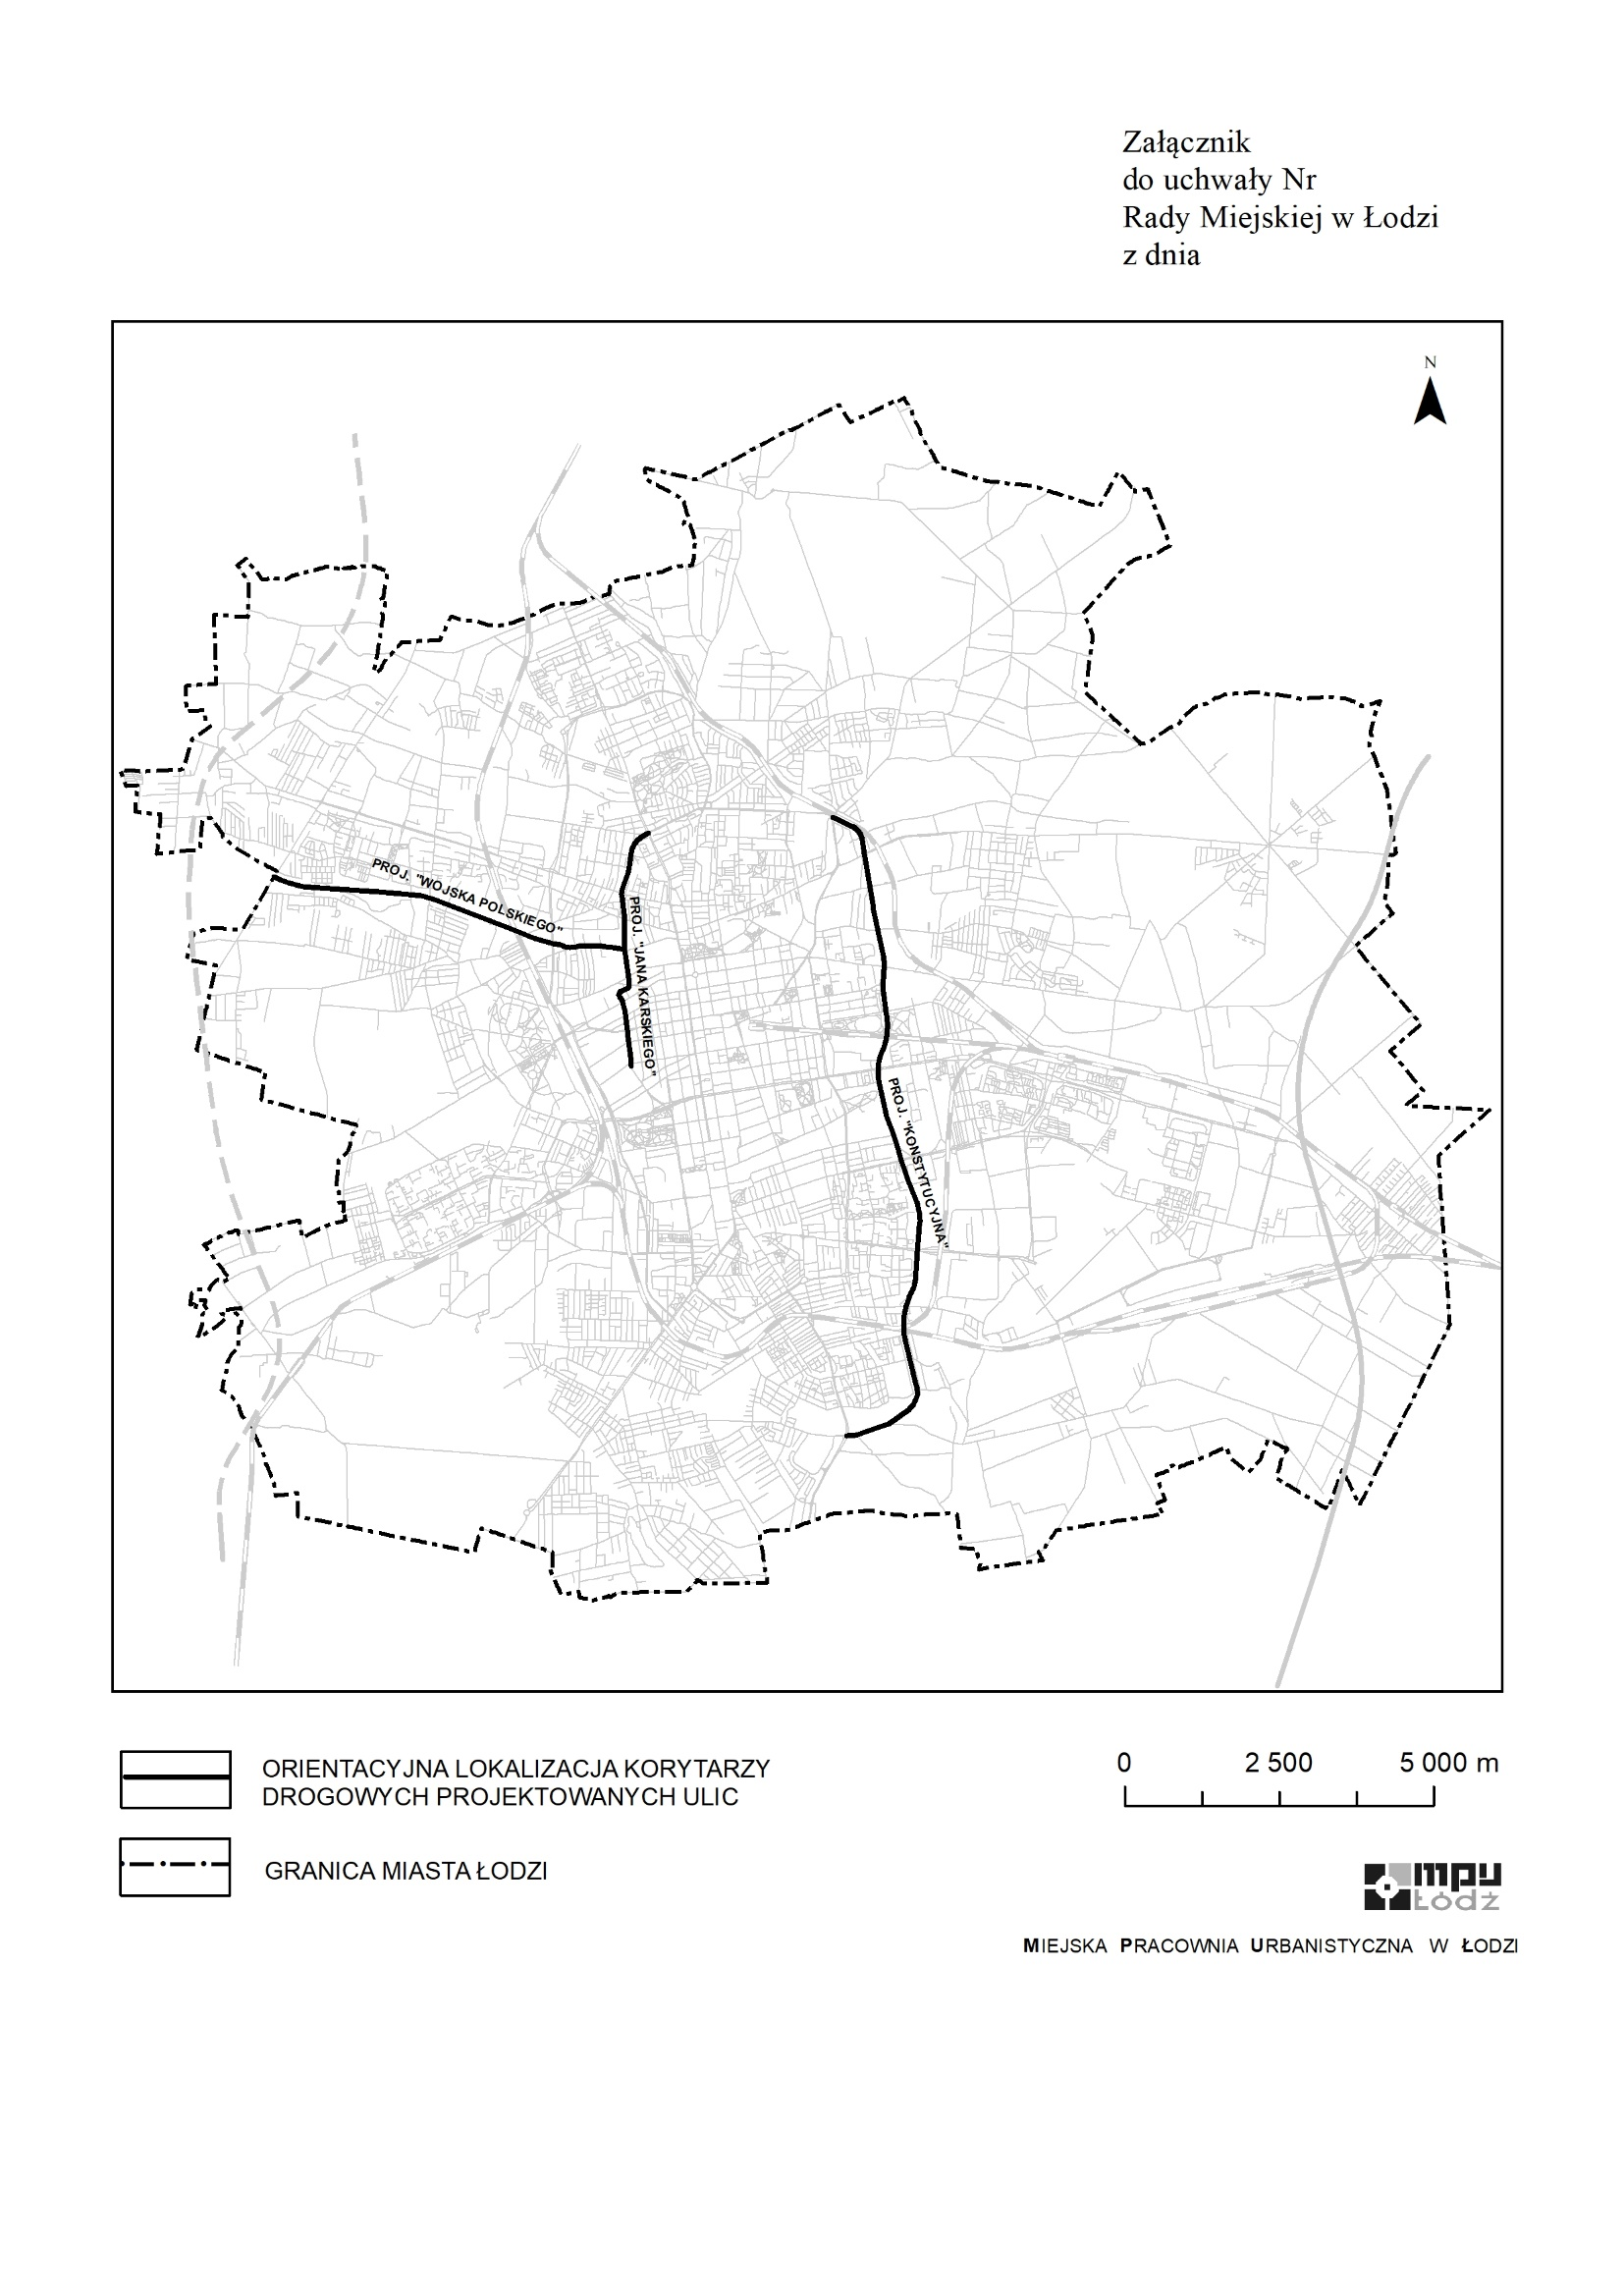 Załącznik
do uchwały Nr
Rady Miejskiej w Łodzi
z dnia
N
PROJ. "WOJSKA POLSKIEGO"
PROJ. "JANA KARSKIEGO"
PROJ. "KONSTYTUCYJNA"
ORIENTACYJNA LOKALIZACJA KORYTARZY
DROGOWYCH PROJEKTOWANYCH ULIC
GRANICA MIASTA ŁODZI
0 2 500 5 000 m
mpu
Łódź
MIEJSKA PRACOWNIA URBANISTYCZNA W ŁODZI